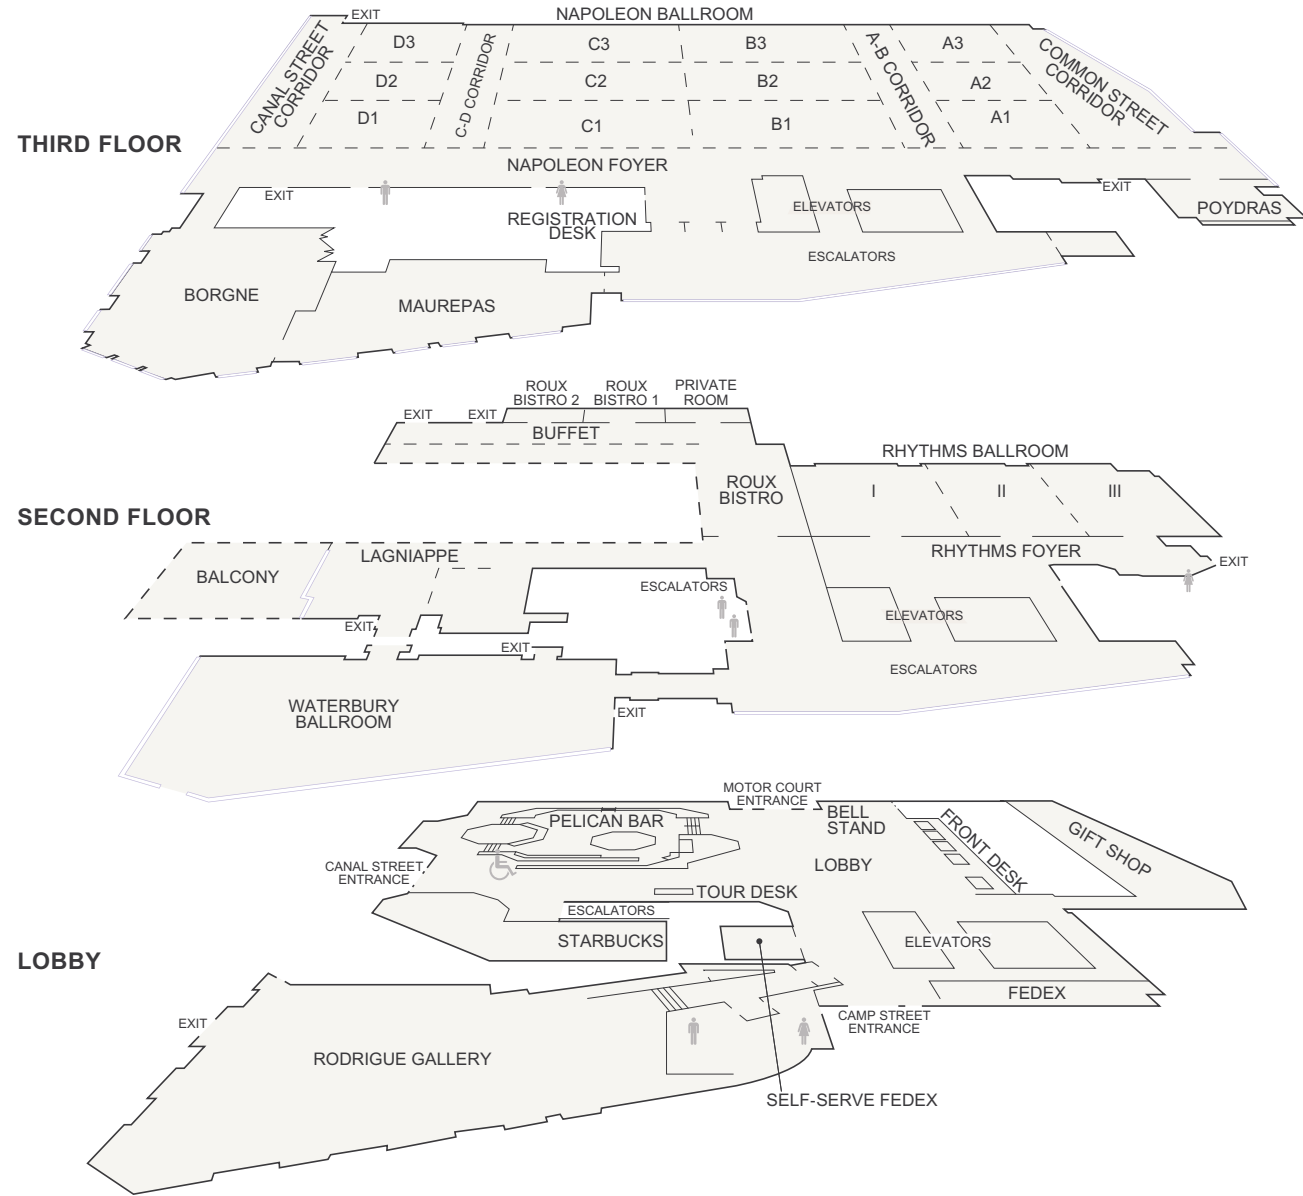 EXIT
NAPOLEON BALLROOM
CANAL STREET
CORRIDOR
D3
D2
D1
C-D CORRIDOR
C3
C2
C1
B3
B2
B1
A-B CORRIDOR
A3
A2
A1
COMMON STREET
CORRIDOR
THIRD FLOOR
NAPOLEON FOYER
EXIT
REGISTRATION
DESK
ELEVATORS
EXIT
POYDRAS
ESCALATORS
BORGNE
MAUREPAS
ROUX
BISTRO 2
ROUX
BISTRO 1
PRIVATE
ROOM
EXIT
EXIT
BUFFET
RHYTHMS BALLROOM
ROUX
BISTRO
I
II
III
SECOND FLOOR
RHYTHMS FOYER
LAGNIAPPE
BALCONY
ESCALATORS
EXIT
ELEVATORS
EXIT
EXIT
ESCALATORS
WATERBURY
BALLROOM
EXIT
MOTOR COURT
ENTRANCE
PELICAN BAR
BELL
STAND
FRONT DESK
GIFT SHOP
CANAL STREET
ENTRANCE
LOBBY
TOUR DESK
ESCALATORS
STARBUCKS
ELEVATORS
LOBBY
FEDEX
EXIT
CAMP STREET
ENTRANCE
RODRIGUE GALLERY
SELF-SERVE FEDEX